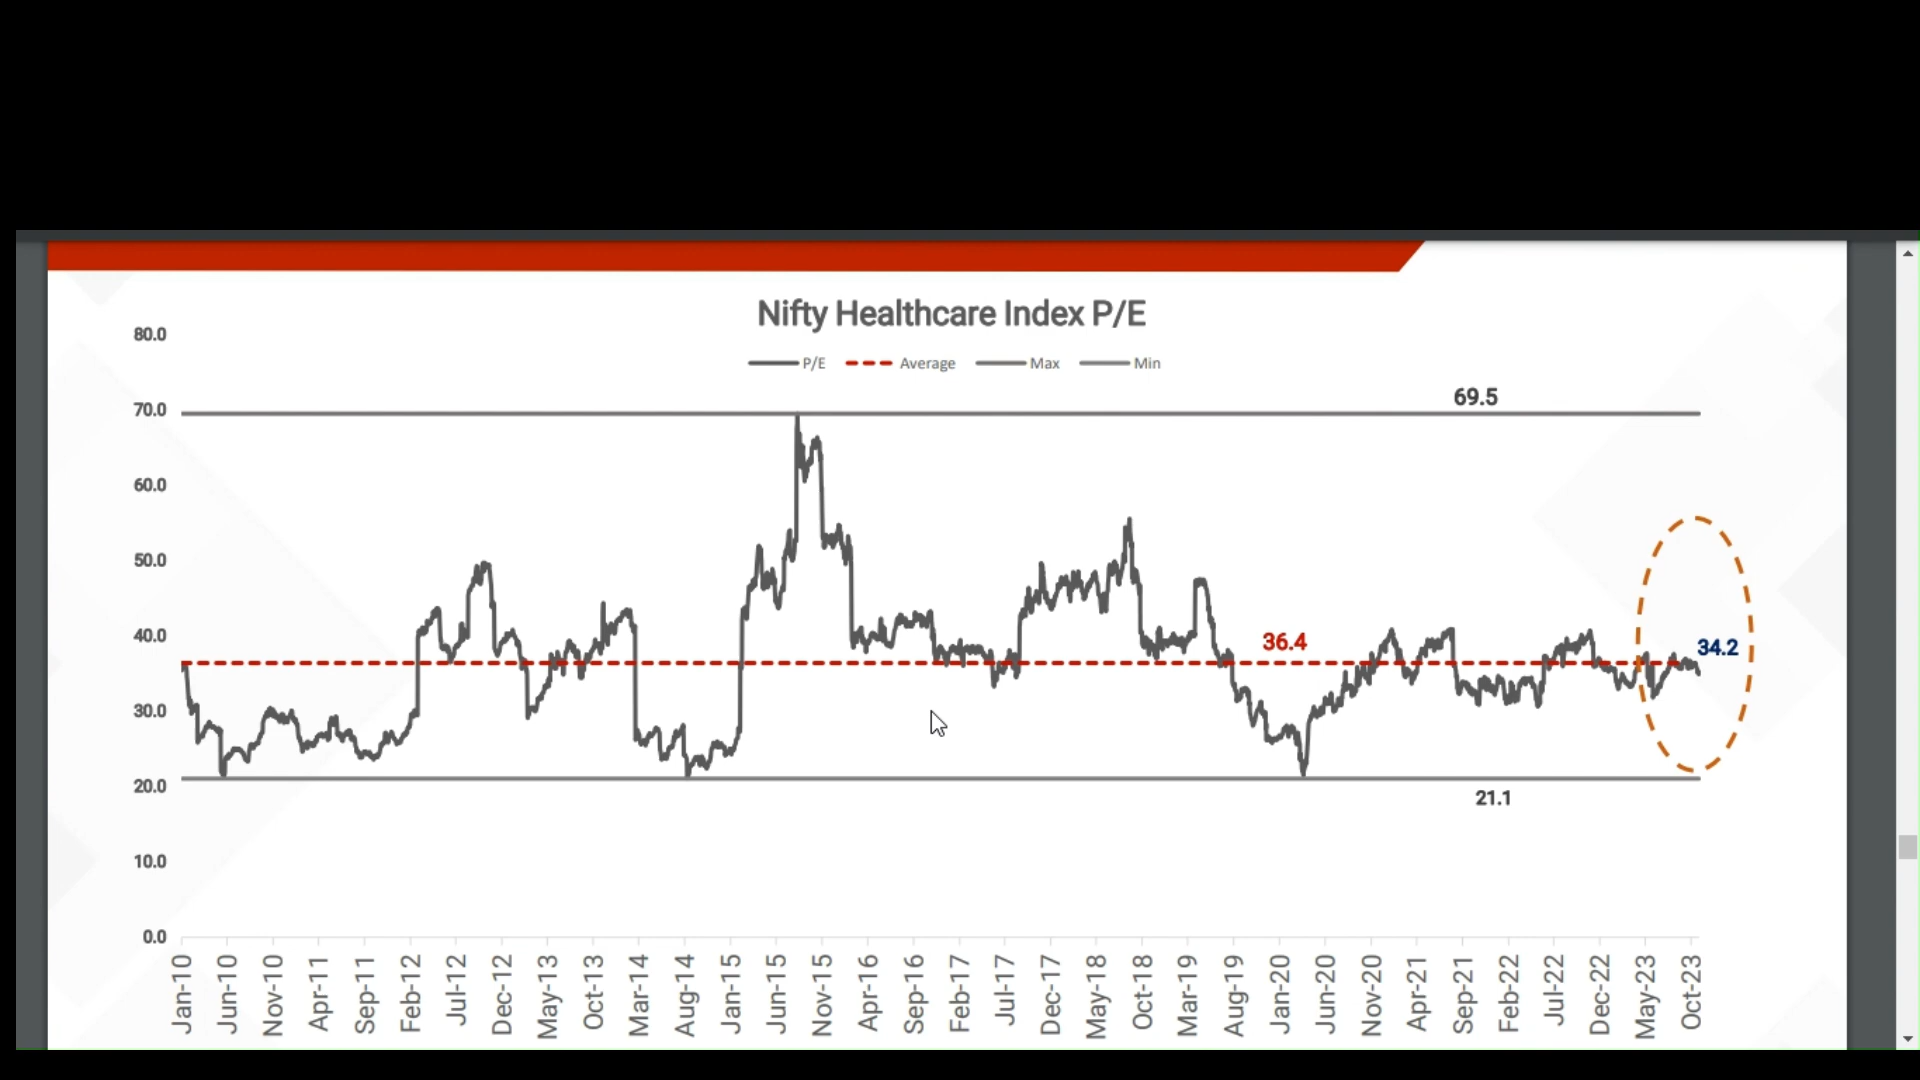 Nifty Healthcare Index P/E
P/E Average Max Min
80.0
70.0
60.0
50.0
40.0
30.0
20.0
10.0
0.0
69.5
36.4
34.2
21.1
Jan-10
Jun-10
Nov-10
Apr-11
Sep-11
Feb-12
Jul-12
Dec-12
May-13
Oct-13
Mar-14
Aug-14
Jan-15
Jun-15
Nov-15
Apr-16
Sep-16
Feb-17
Jul-17
Dec-17
May-18
Oct-18
Mar-19
Aug-19
Jan-20
Jun-20
Nov-20
Apr-21
Sep-21
Feb-22
Jul-22
Dec-22
May-23
Oct-23